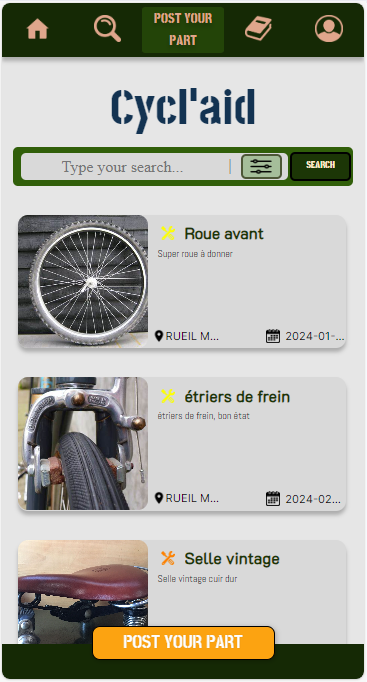 POST YOUR
PART
Cycl'aid
Type your search...
SEARCH
Roue avant
Super roue à donner
RUEIL M...
2024-01-...
étriers de frein
étriers de frein, bon état
RUEIL M...
2024-02...
Selle vintage
Selle vintage cuir dur
POST YOUR PART